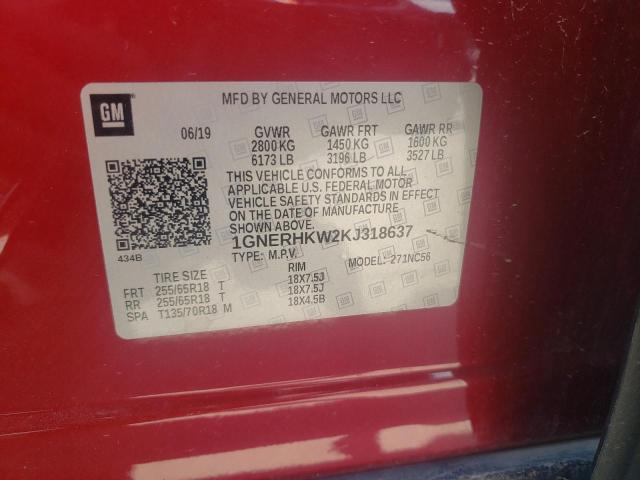 GM
MFD BY GENERAL MOTORS LLC
06/19 GVWR GAWR FRT GAWR RR
2800 KG 1450 KG 1600 KG
6173 LB 3196 LB 3527 LB
THIS VEHICLE CONFORMS TO ALL
APPLICABLE U.S. FEDERAL MOTOR
VEHICLE SAFETY STANDARDS IN EFFECT
ON THE DATE OF MANUFACTURE
SHOWN ABOVE.
1GNERHKW2KJ318637
434B TYPE: M.P.V. MODEL: 271NC56
TIRE SIZE RIM
FRT 255/65R18 T 18X7.5J
RR 255/65R18 T 18X7.5J
SPA T135/70R18 M 18X4.5B